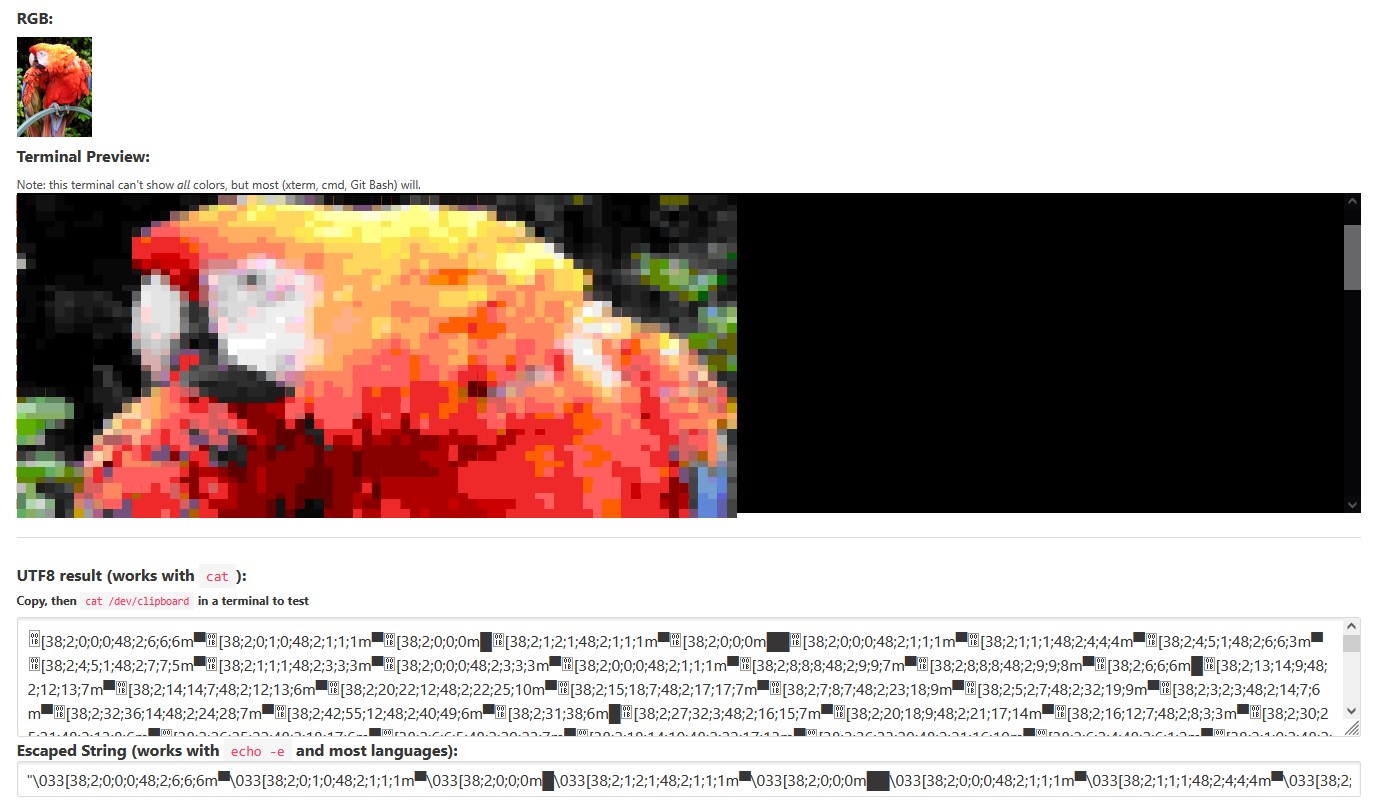 RGB:
Terminal Preview:
Note: this terminal can't show all colors, but most (xterm, cmd, Git Bash) will.
UTF8 result (works with cat ):
Copy, then cat /dev/clipboard in a terminal to test
[38;2;0;0;0;48;2;6;6;6m▀[38;2;0;1;0;48;2;1;1;1m▀[38;2;0;0;0m█[38;2;1;2;1;48;2;1;1;1m▀[38;2;0;0;0m██[38;2;0;0;0;48;2;1;1;1m▀[38;2;1;1;1;48;2;4;4;4m▀[38;2;4;5;1;48;2;6;6;3m▀
[38;2;4;5;1;48;2;7;7;5m▀[38;2;1;1;1;48;2;3;3;3m▀[38;2;0;0;0;48;2;3;3;3m▀[38;2;0;0;0;48;2;1;1;1m▀[38;2;8;8;8;48;2;9;9;7m▀[38;2;8;8;8;48;2;9;9;8m▀[38;2;6;6;6m█[38;2;13;14;9;48;
2;12;13;7m▀[38;2;14;14;7;48;2;12;13;6m▀[38;2;20;22;12;48;2;22;25;10m▀[38;2;15;18;7;48;2;17;17;7m▀[38;2;7;8;7;48;2;23;18;9m▀[38;2;5;2;7;48;2;32;19;9m▀[38;2;3;2;3;48;2;14;7;6
m▀[38;2;32;36;14;48;2;24;28;7m▀[38;2;42;55;12;48;2;40;49;6m▀[38;2;31;38;6m█[38;2;27;32;3;48;2;16;15;7m▀[38;2;20;18;9;48;2;21;17;14m▀[38;2;16;12;7;48;2;8;3;3m▀[38;2;30;2
Escaped String (works with echo -e and most languages):
"\033[38;2;0;0;0;48;2;6;6;6m▀\033[38;2;0;1;0;48;2;1;1;1m▀\033[38;2;0;0;0m█\033[38;2;1;2;1;48;2;1;1;1m▀\033[38;2;0;0;0m██\033[38;2;0;0;0;48;2;1;1;1m▀\033[38;2;1;1;1;48;2;4;4;4m▀\033[38;2;